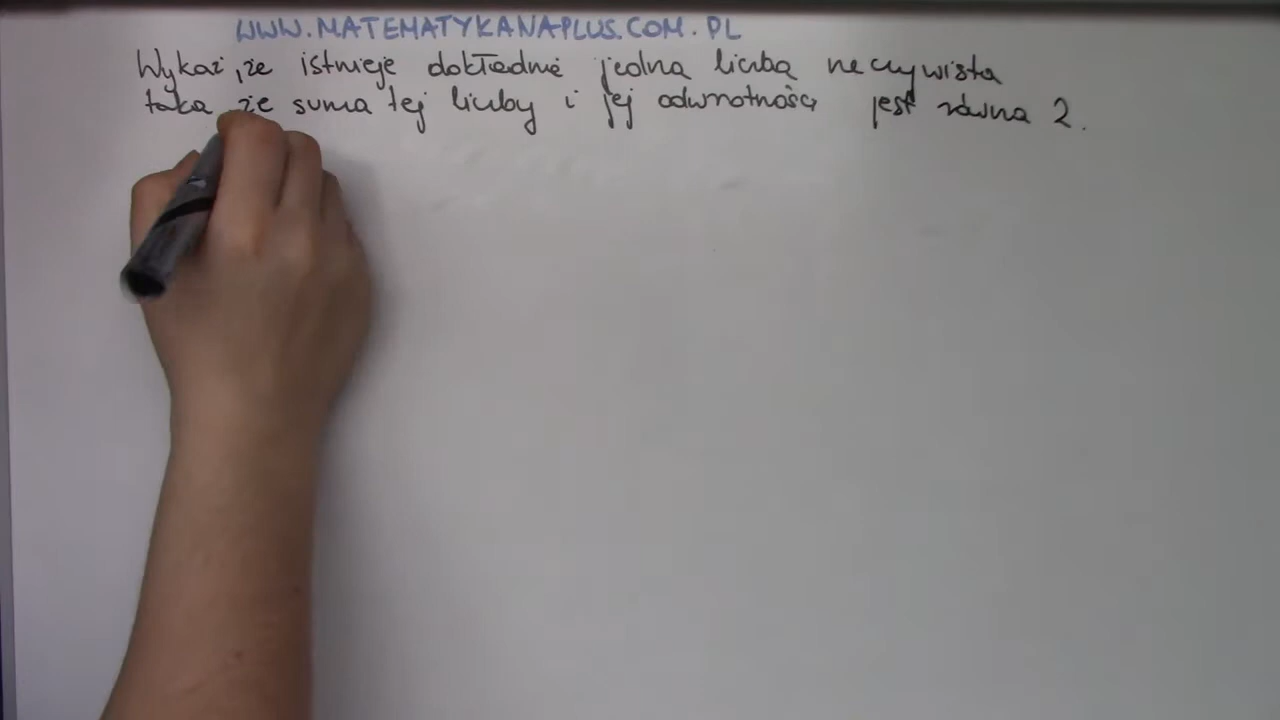 WWW.MATEMATYKANAPLUS.COM.PL
Wykaż, że istnieje dokładnie jedna liczba rzeczywista
taka że suma tej liczby i jej odwrotności jest równa 2.